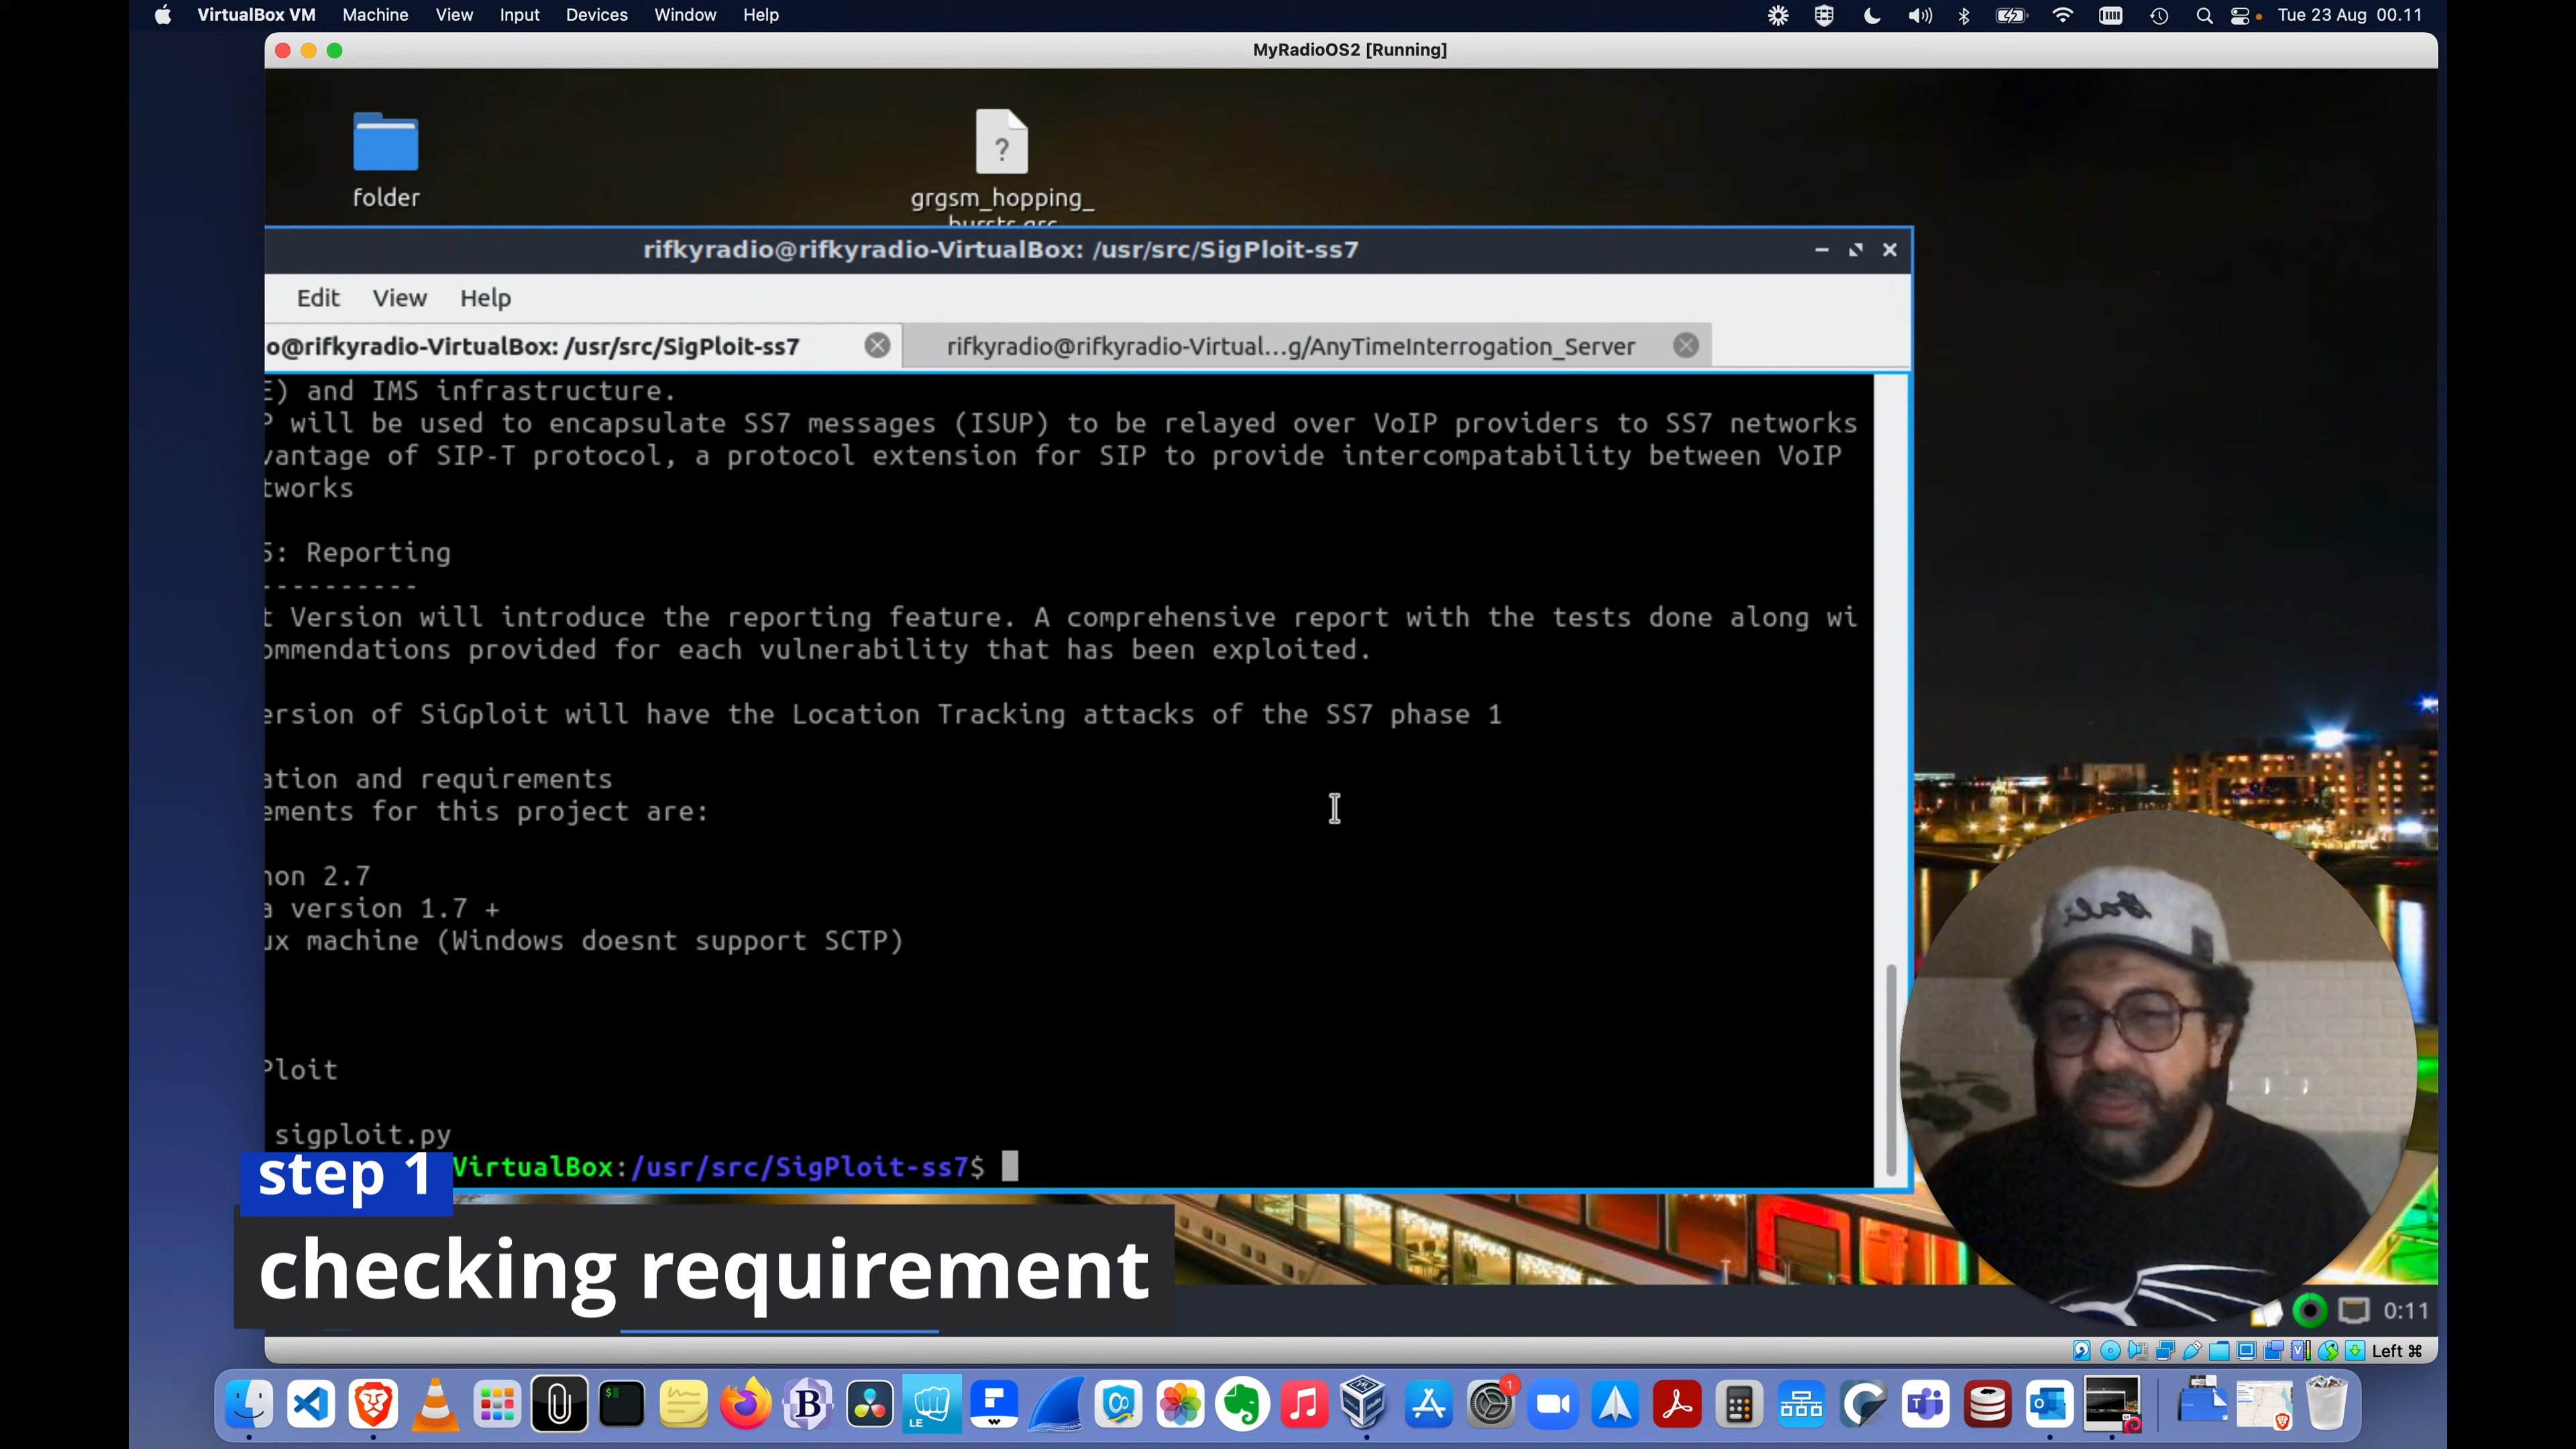 VirtualBox VM Machine View Input Devices Window Help
Tue 23 Aug 00.11
MyRadioOS2 [Running]
folder
grgsm_hopping_
bursts.grc
rifkyradio@rifkyradio-VirtualBox: /usr/src/SigPloit-ss7
Edit View Help
o@rifkyradio-VirtualBox: /usr/src/SigPloit-ss7
rifkyradio@rifkyradio-Virtual...g/AnyTimeInterrogation_Server
E) and IMS infrastructure.
P will be used to encapsulate SS7 messages (ISUP) to be relayed over VoIP providers to SS7 networks
vantage of SIP-T protocol, a protocol extension for SIP to provide intercompatability between VoIP
tworks
5: Reporting
----------
t Version will introduce the reporting feature. A comprehensive report with the tests done along wi
ommendations provided for each vulnerability that has been exploited.
ersion of SiGploit will have the Location Tracking attacks of the SS7 phase 1
ation and requirements
ements for this project are:
hon 2.7
a version 1.7 +
ux machine (Windows doesnt support SCTP)
Ploit
sigploit.py
VirtualBox:/usr/src/SigPloit-ss7$
step 1
checking requirement
Bali
0:11
Left ⌘
LE
1